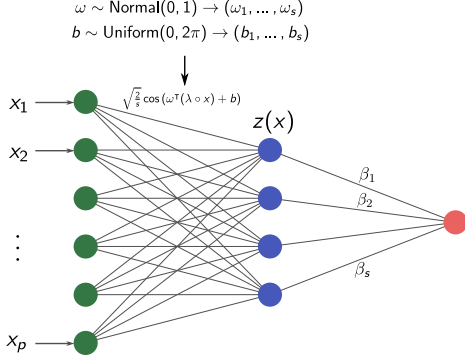 ω ∼ Normal(0, 1) → (ω₁, ... , ωₛ)
b ∼ Uniform(0, 2π) → (b₁, ... , bₛ)
√(2/s) cos(ωᵀ(λ ∘ x) + b)
x₁
z(x)
x₂
β₁
β₂
⋮
βₛ
xₚ